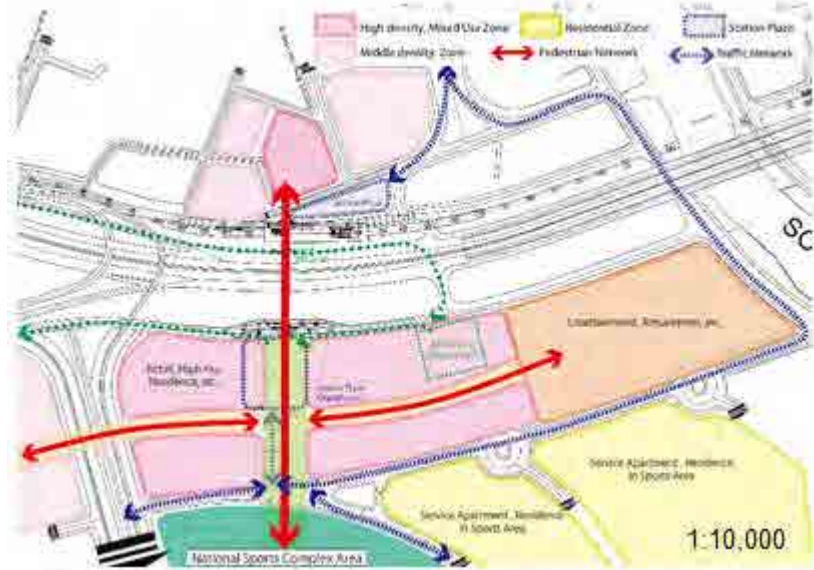 High density, Mixed Use Zone
Residential Zone
Station Plaza
Middle density Zone
Pedestrian Network
Traffic Network
SC
Retail, High-rise
Residence, etc.
Entertainment, Amusement, etc.
Service Apartment, Residence
in Sports Area
Service Apartment, Residence
in Sports Area
National Sports Complex Area
1:10,000